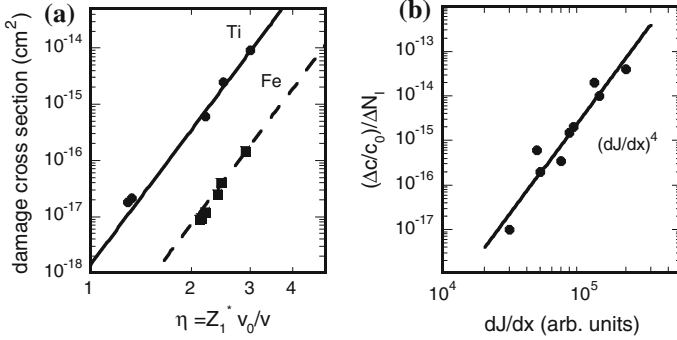 (a)
damage cross section (cm²)
10⁻¹⁴
10⁻¹⁵
10⁻¹⁶
10⁻¹⁷
10⁻¹⁸
Ti
Fe
1 2 3 4
η =Z₁* v₀/v
(b)
(Δc/c₀)/ΔNₗ
10⁻¹³
10⁻¹⁴
10⁻¹⁵
10⁻¹⁶
10⁻¹⁷
(dJ/dx)⁴
10⁴ 10⁵
dJ/dx (arb. units)